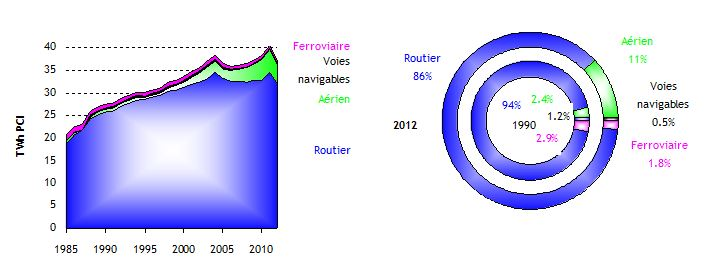 TWh PCI
40
35
30
25
20
15
10
5
0
1985
1990
1995
2000
2005
2010
Ferroviaire
Voies
navigables
Aérien
Routier
Routier
86%
Aérien
11%
Voies
navigables
0.5%
Ferroviaire
1.8%
2012
94%
2.4%
1.2%
1990
2.9%